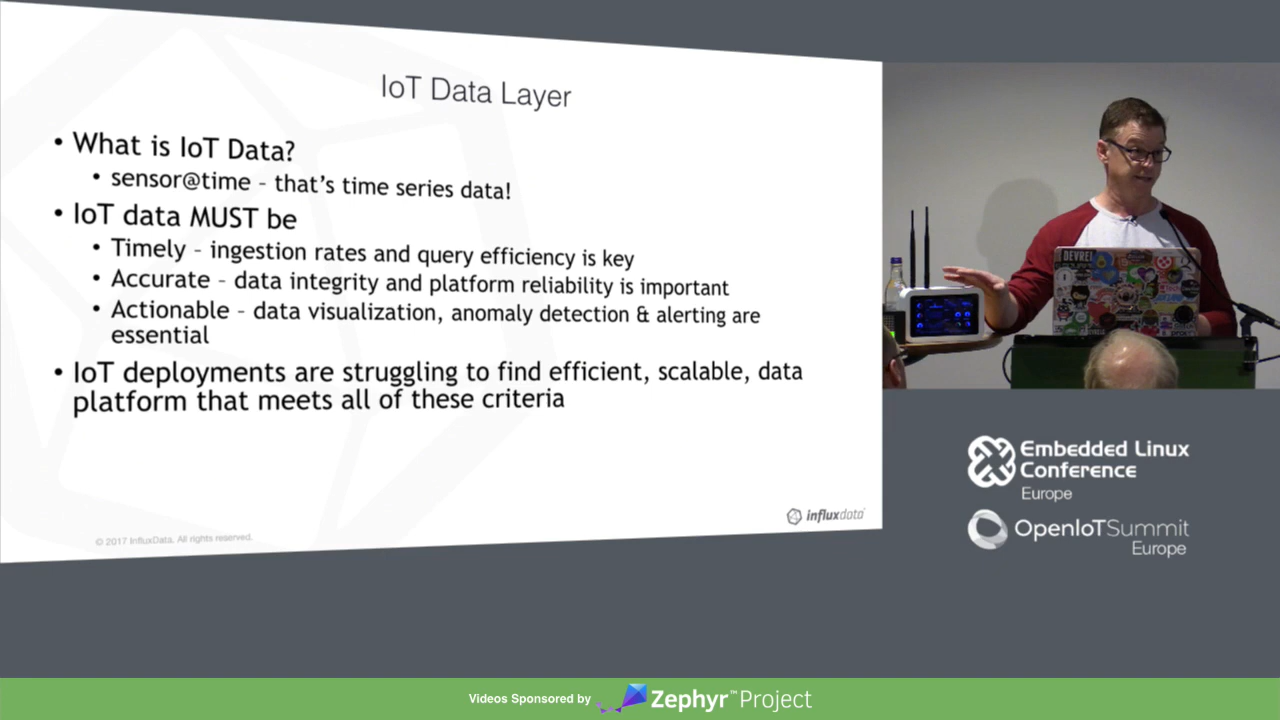 IoT Data Layer
• What is IoT Data?
• sensor@time – that's time series data!
• IoT data MUST be
• Timely – ingestion rates and query efficiency is key
• Accurate – data integrity and platform reliability is important
• Actionable – data visualization, anomaly detection & alerting are
essential
• IoT deployments are struggling to find efficient, scalable, data
platform that meets all of these criteria
© 2017 InfluxData. All rights reserved.
influxdata
DEVREL
Embedded Linux
Conference
Europe
OpenIoTSummit
Europe
Videos Sponsored by Zephyr™Project